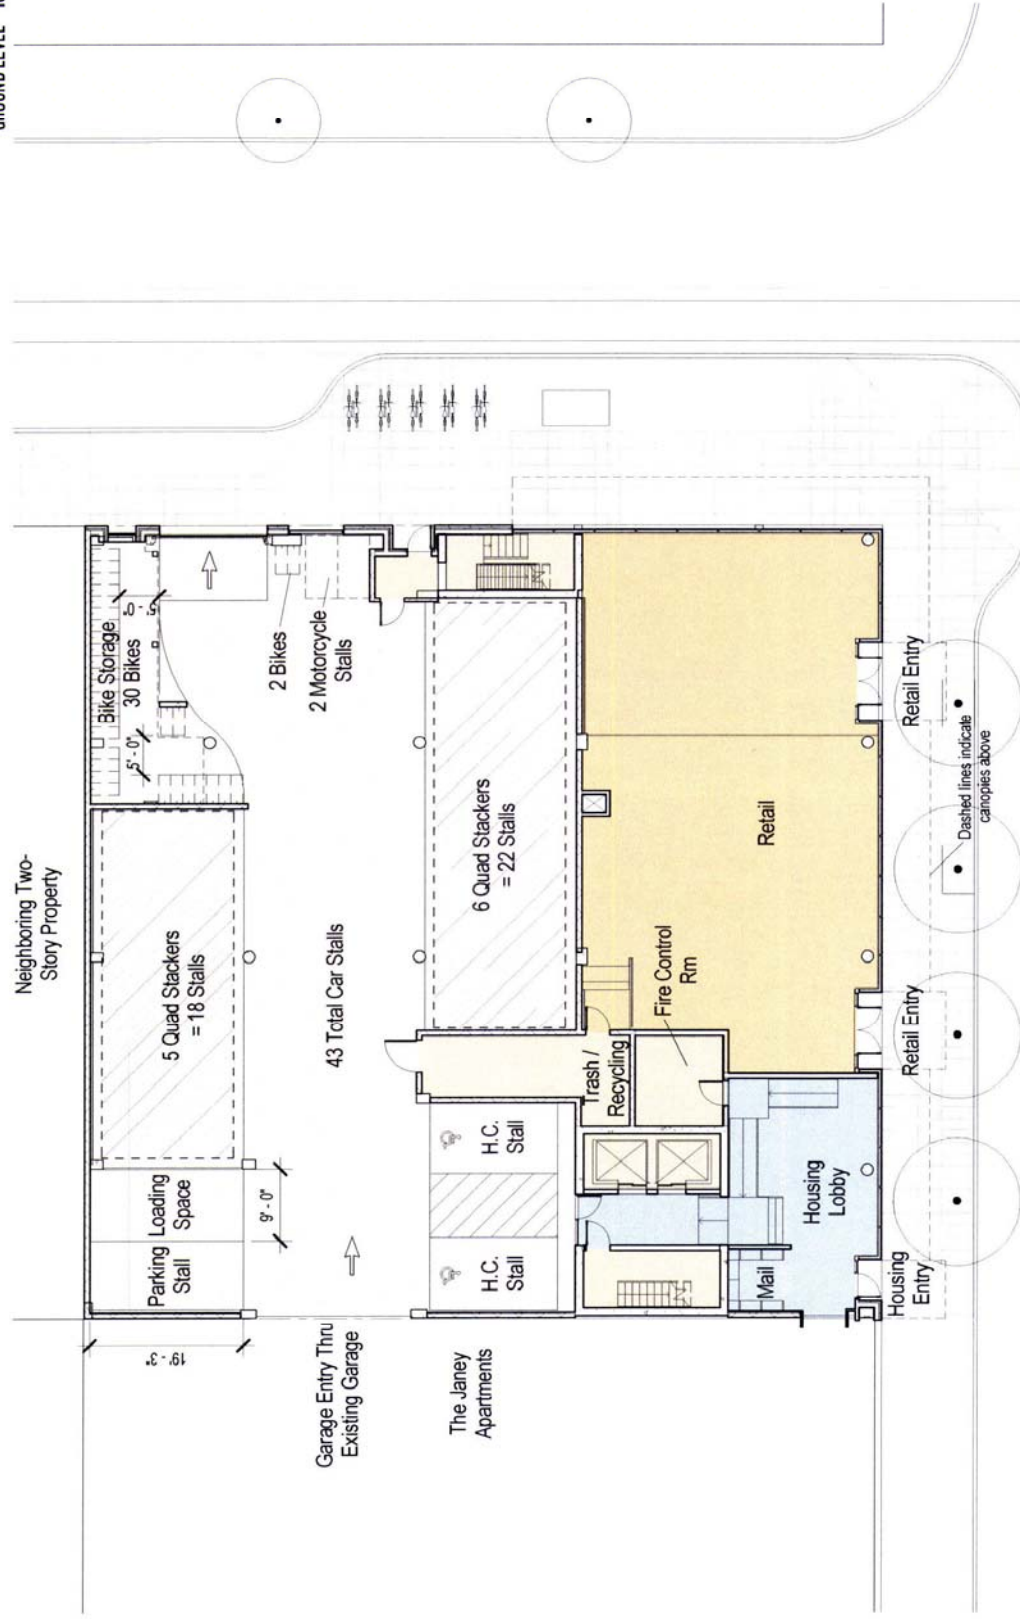 GROUND LEVEL
Neighboring Two-
Story Property
Bike Storage
30 Bikes
5' - 0"
5' - 0"
2 Bikes
2 Motorcycle
Stalls
5 Quad Stackers
= 18 Stalls
43 Total Car Stalls
6 Quad Stackers
= 22 Stalls
Parking
Stall
Loading
Space
9' - 0"
19' - 3"
H.C.
Stall
H.C.
Stall
Garage Entry Thru
Existing Garage
The Janey
Apartments
Trash /
Recycling
Fire Control
Rm
Retail
Housing
Lobby
Mail
Housing
Entry
Retail Entry
Retail Entry
Dashed lines indicate
canopies above